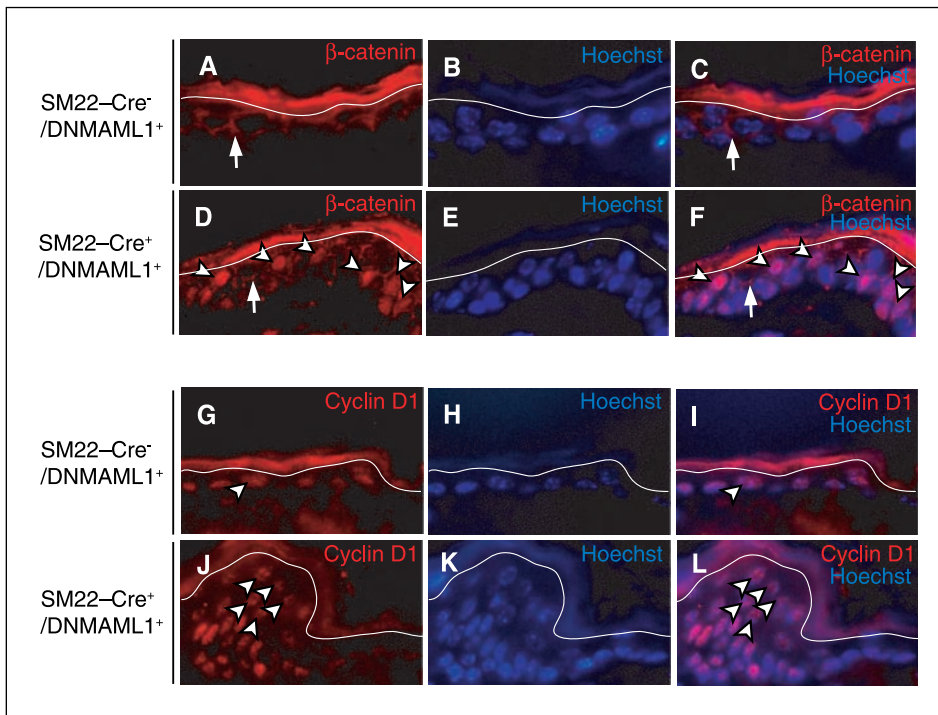 SM22–Cre⁻
/DNMAML1⁺
A
β-catenin
B
Hoechst
C
β-catenin
Hoechst
SM22–Cre⁺
/DNMAML1⁺
D
β-catenin
E
Hoechst
F
β-catenin
Hoechst
SM22–Cre⁻
/DNMAML1⁺
G
Cyclin D1
H
Hoechst
I
Cyclin D1
Hoechst
SM22–Cre⁺
/DNMAML1⁺
J
Cyclin D1
K
Hoechst
L
Cyclin D1
Hoechst